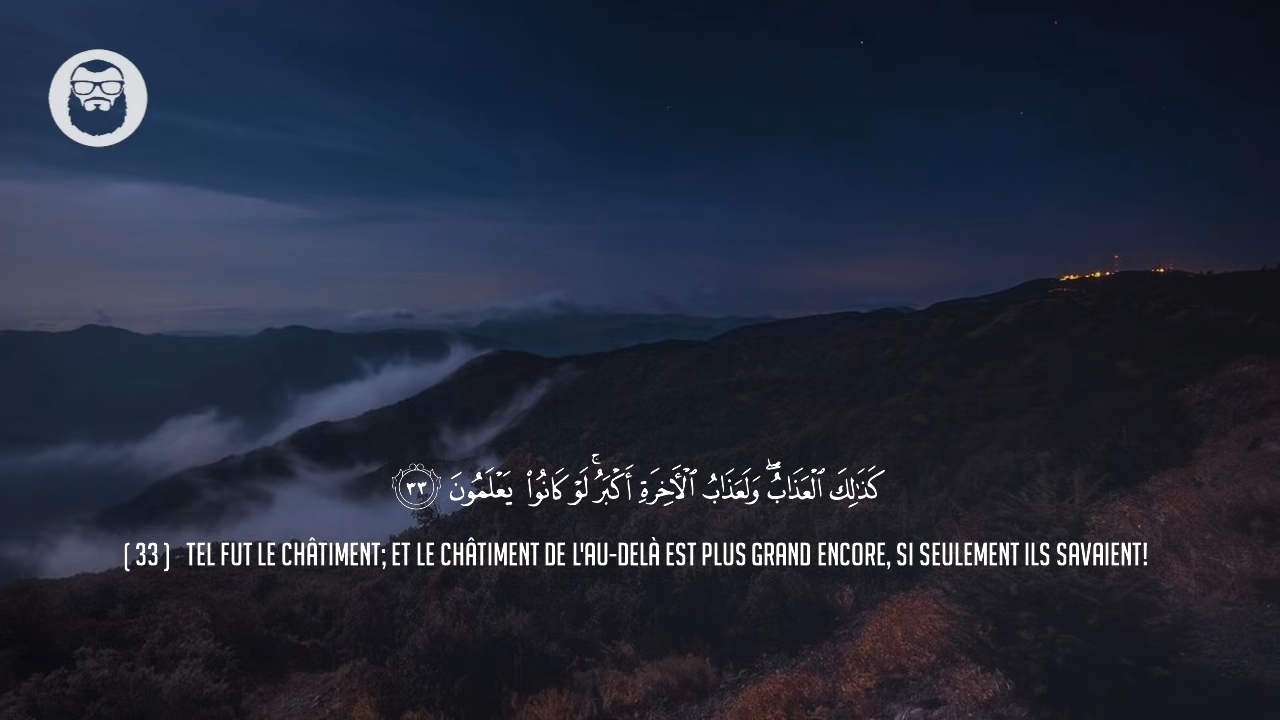 كَذَٰلِكَ ٱلْعَذَابُ ۖ وَلَعَذَابُ ٱلْـَٔاخِرَةِ أَكْبَرُ ۚ لَوْ كَانُوا۟ يَعْلَمُونَ ٣٣
( 33 ) TEL FUT LE CHÂTIMENT; ET LE CHÂTIMENT DE L'AU-DELÀ EST PLUS GRAND ENCORE, SI SEULEMENT ILS SAVAIENT!